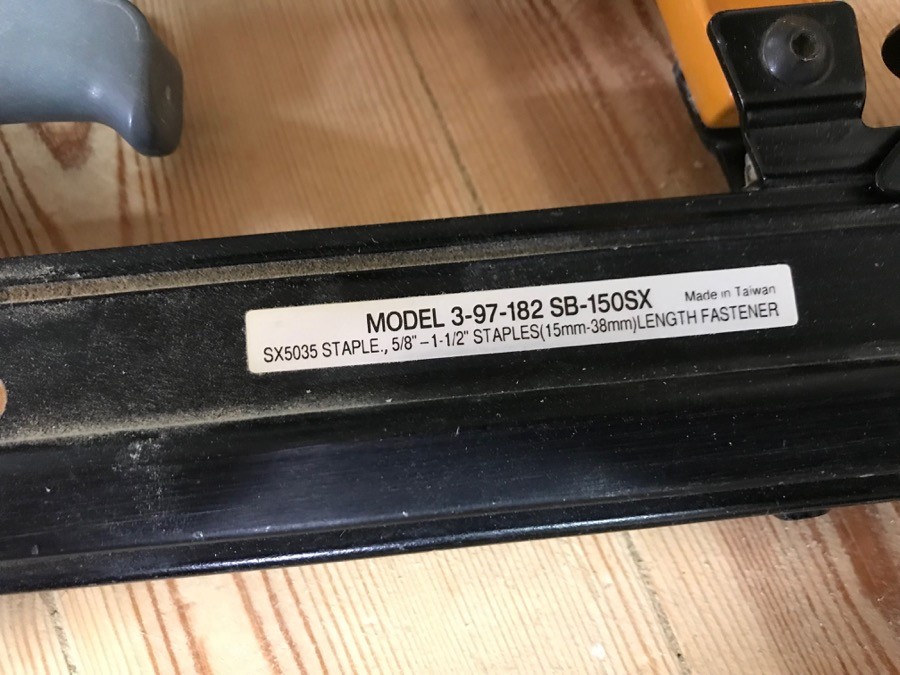 MODEL 3-97-182 SB-150SX Made in Taiwan
SX5035 STAPLE., 5/8"-1-1/2" STAPLES(15mm-38mm)LENGTH FASTENER